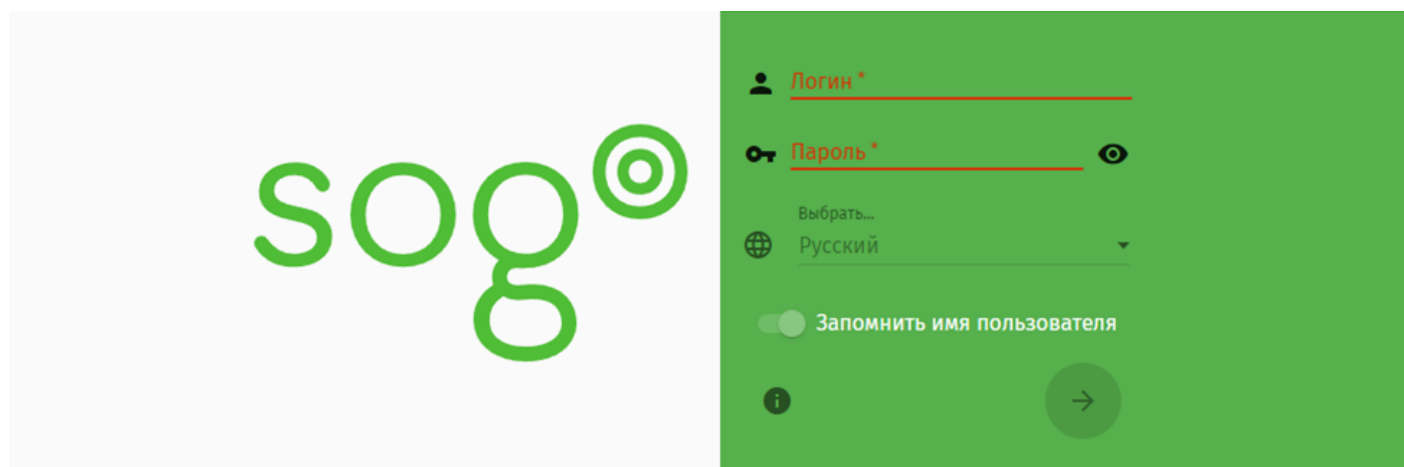 sogo
Логин *
Пароль *
Выбрать...
Русский
Запомнить имя пользователя